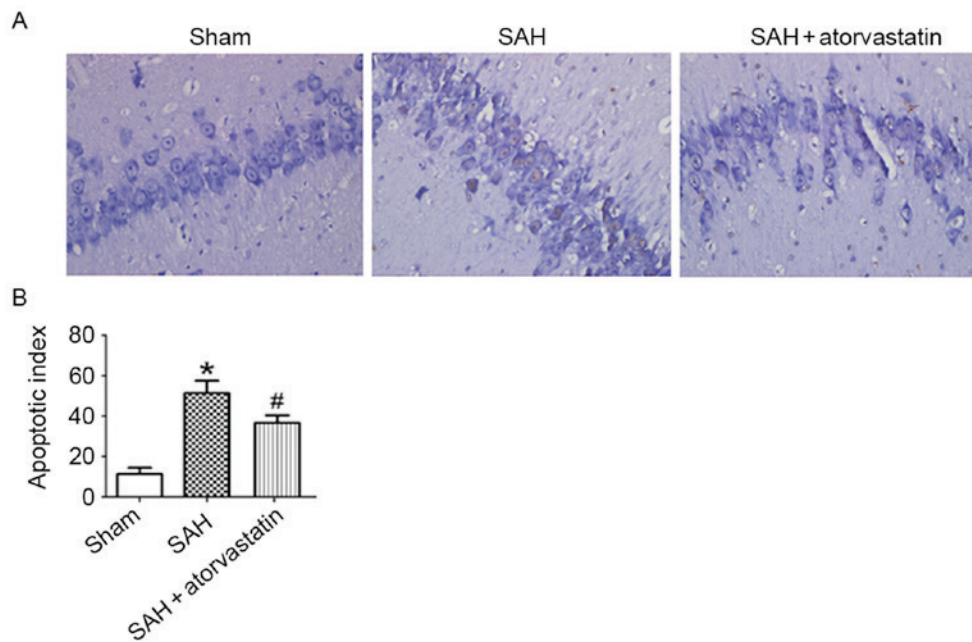 A
Sham SAH SAH + atorvastatin
B
Apoptotic index
80
60
40
20
0
*
#
Sham
SAH
SAH + atorvastatin